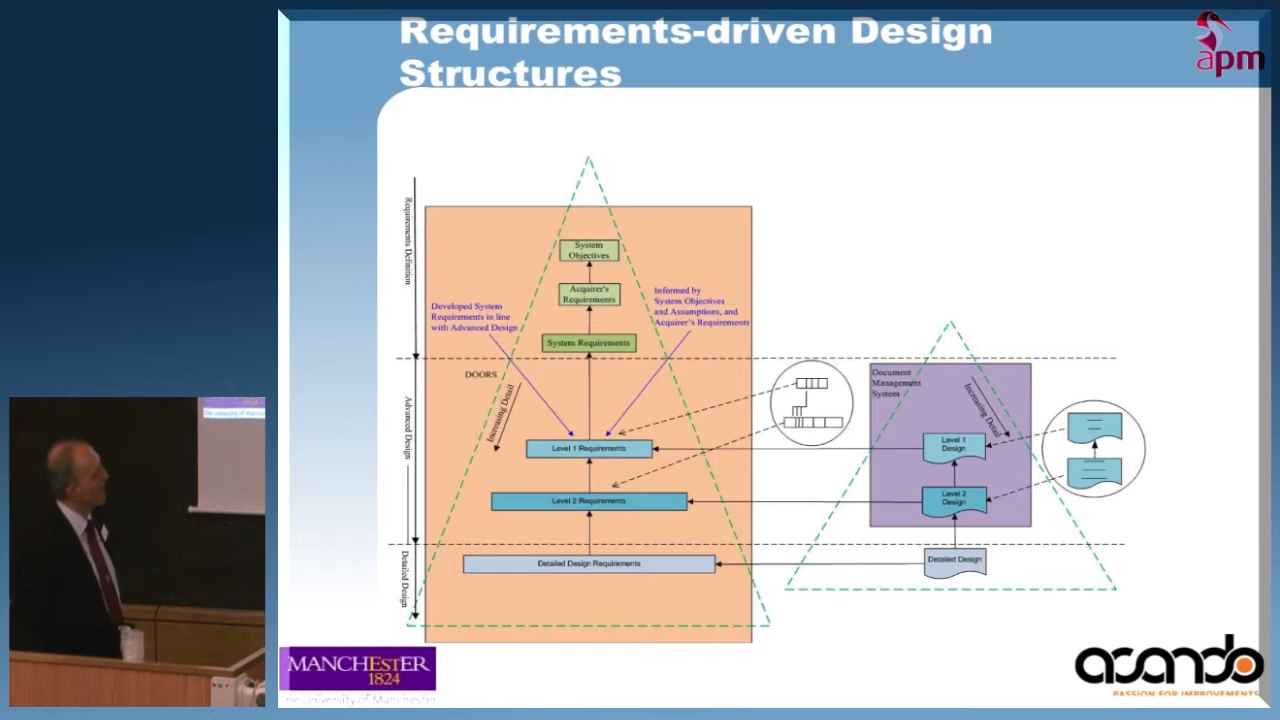 Requirements-driven Design
Structures
apm
Requirements Definition
System
Objectives
Acquirer's
Requirements
System Requirements
Developed System
Requirements in line
with Advanced Design
Informed by
System Objectives
and Assumptions, and
Acquirer's Requirements
DOORS
Increasing Detail
Advanced Design
Level 1 Requirements
Level 2 Requirements
Detailed Design
Detailed Design Requirements
Document
Management
System
Increasing Detail
Level 1
Design
Level 2
Design
Detailed Design
MANCHESTER
1824
The University of Manchester
acando
PASSION FOR IMPROVEMENTS